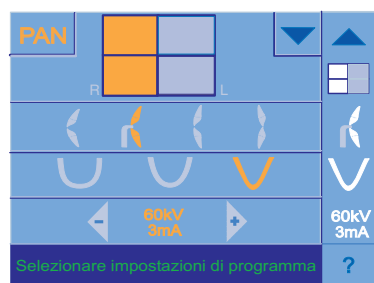 PAN
R L
60kV
3mA
60kV
3mA
Selezionare impostazioni di programma ?